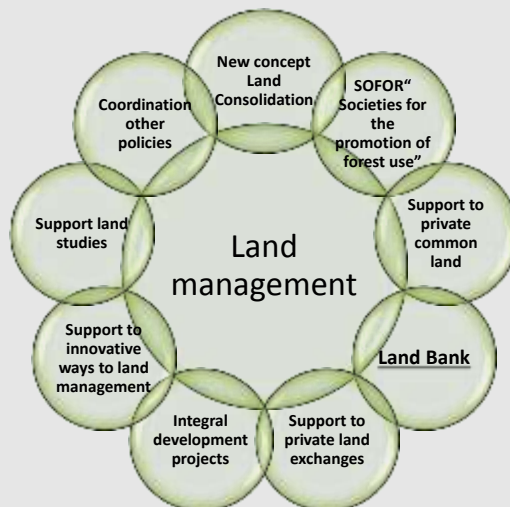 New concept
Land
Consolidation
SOFOR“
Societies for
the
promotion of
forest use”
Support to
private
common
land
Land Bank
Support to
private land
exchanges
Integral
development
projects
Support to
innovative
ways to land
management
Support land
studies
Coordination
other
policies
Land
management